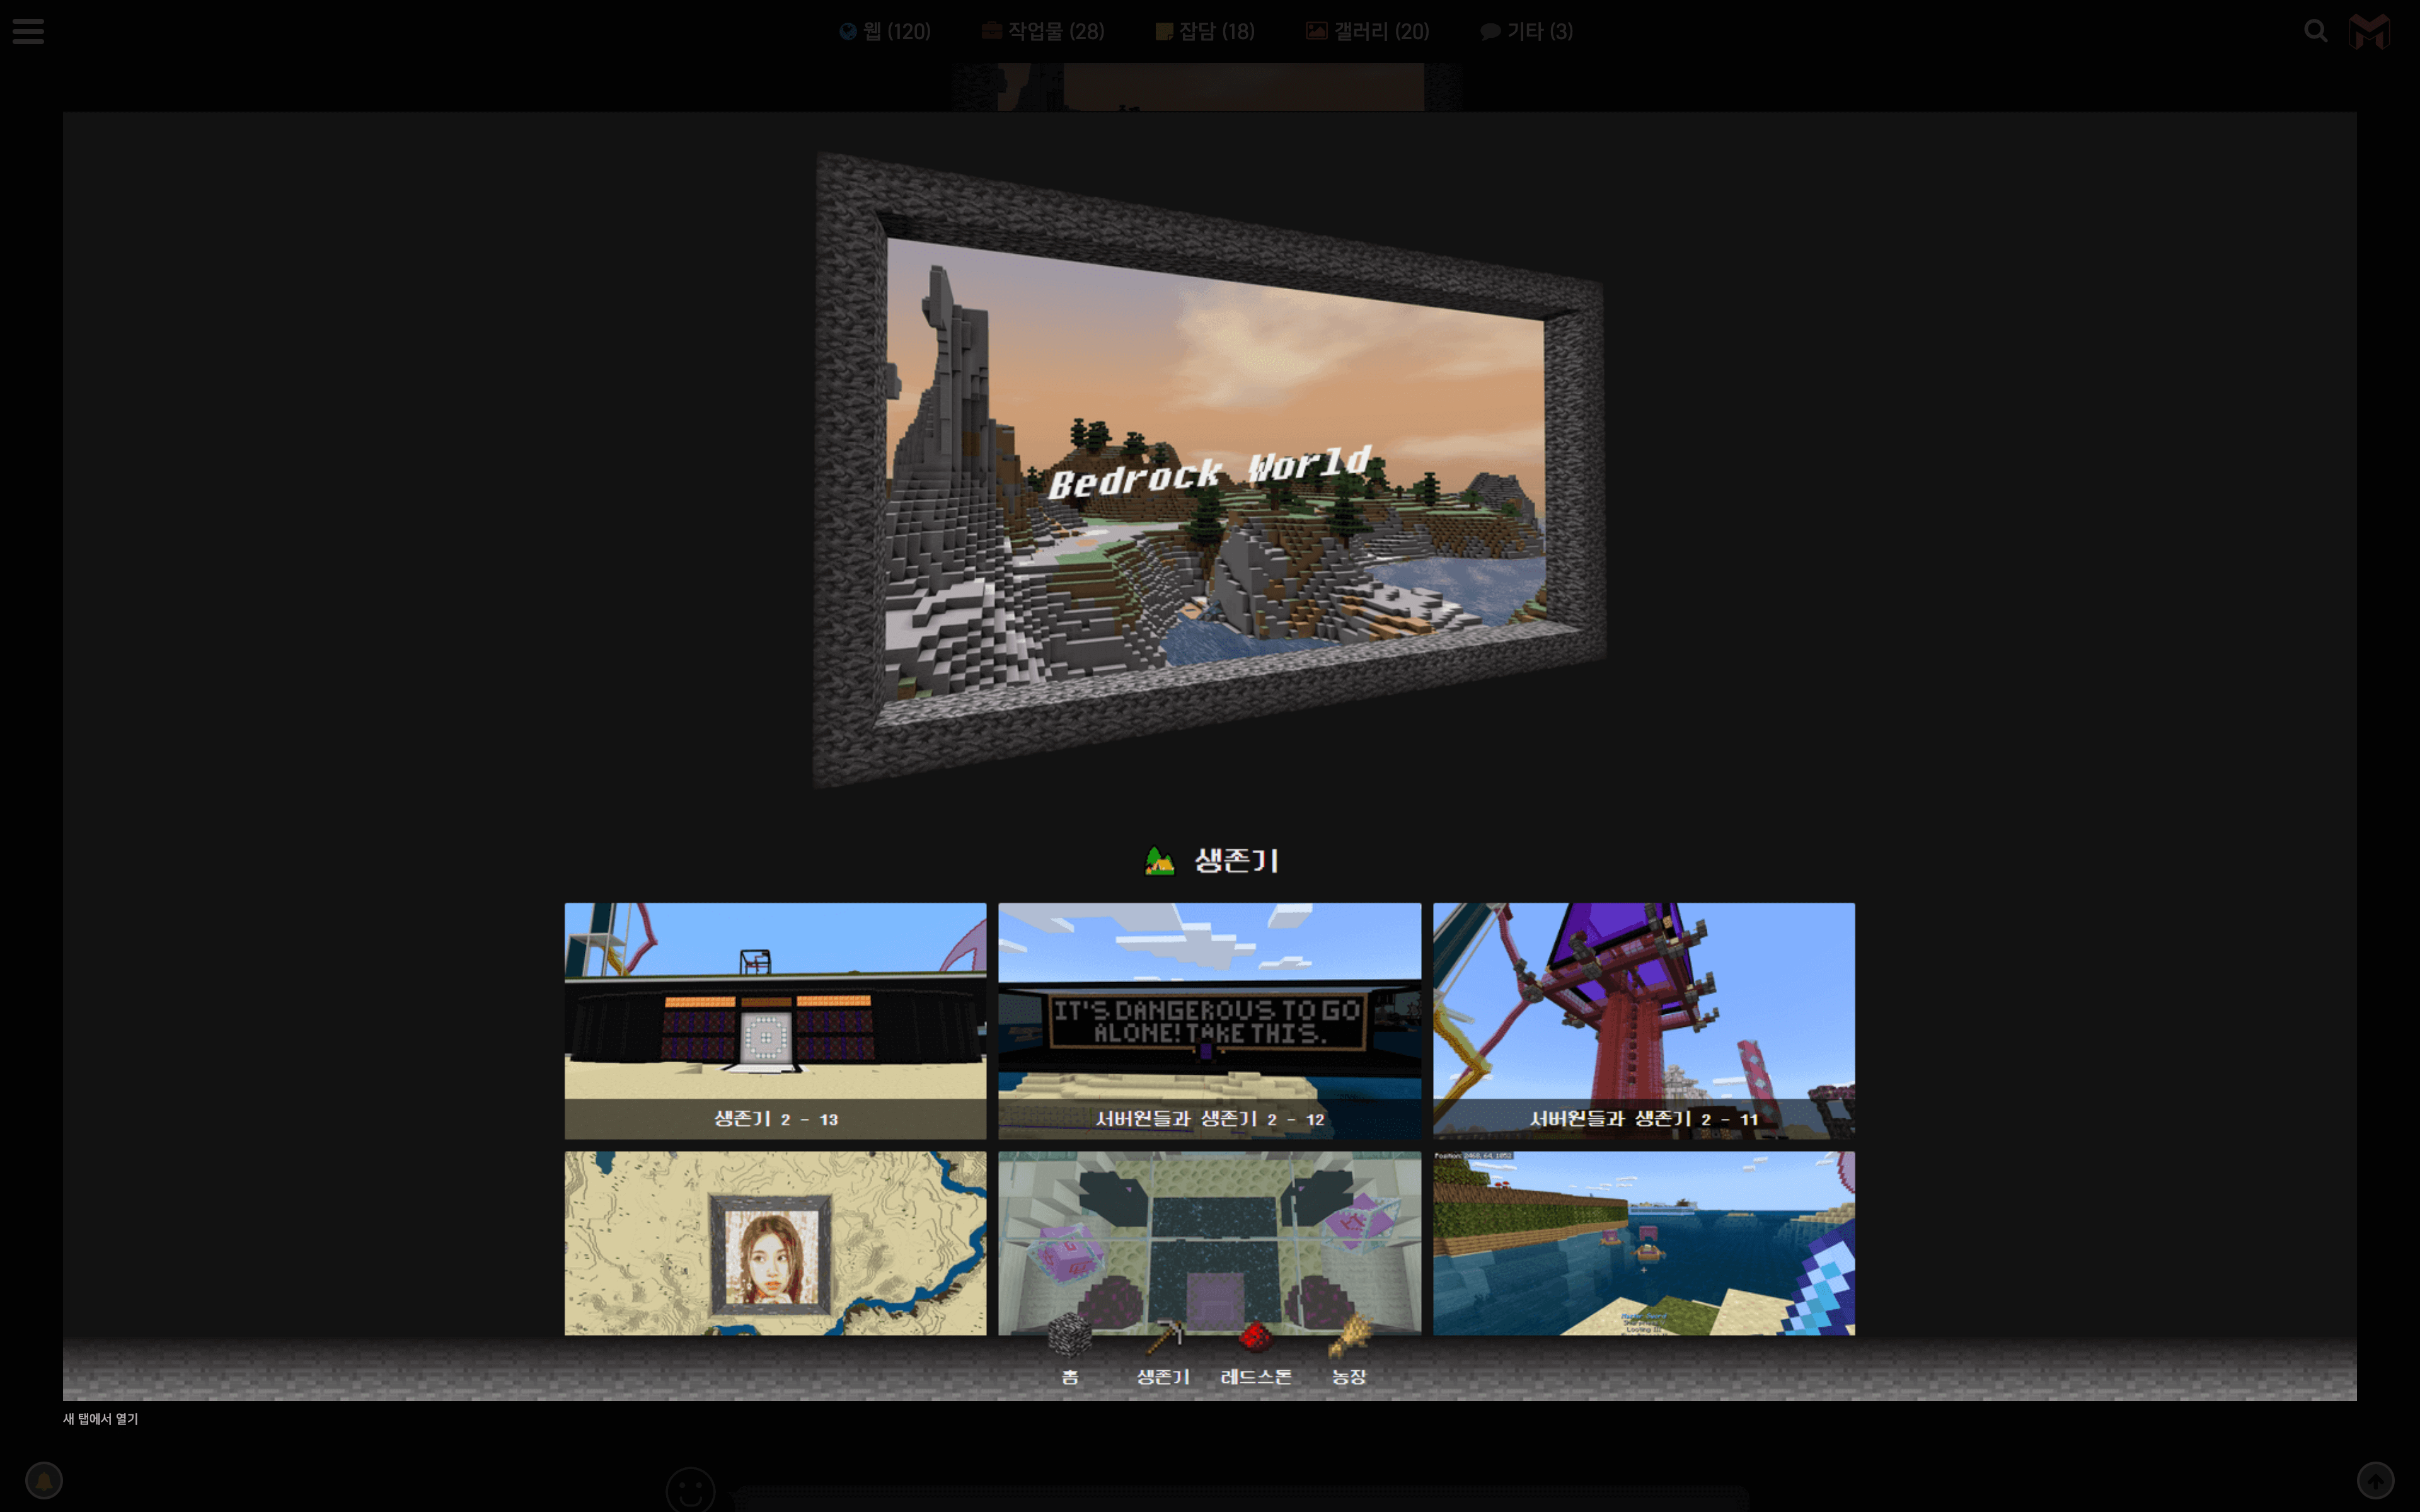 웹 (120) 작업물 (28) 잡담 (18) 갤러리 (20) 기타 (3)
Bedrock World
생존기
IT'S DANGEROUS TO GO
ALONE! TAKE THIS.
생존기 2 - 13
서버원들과 생존기 2 - 12
서버원들과 생존기 2 - 11
홈 생존기 레드스톤 농장
새 탭에서 열기